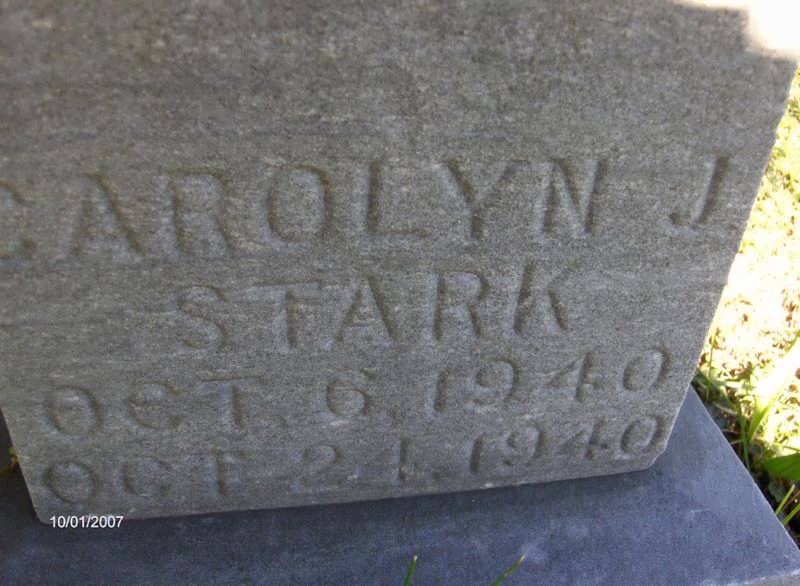 CAROLYN J.
STARK
OCT. 6. 1940
OCT. 21. 1940
10/01/2007